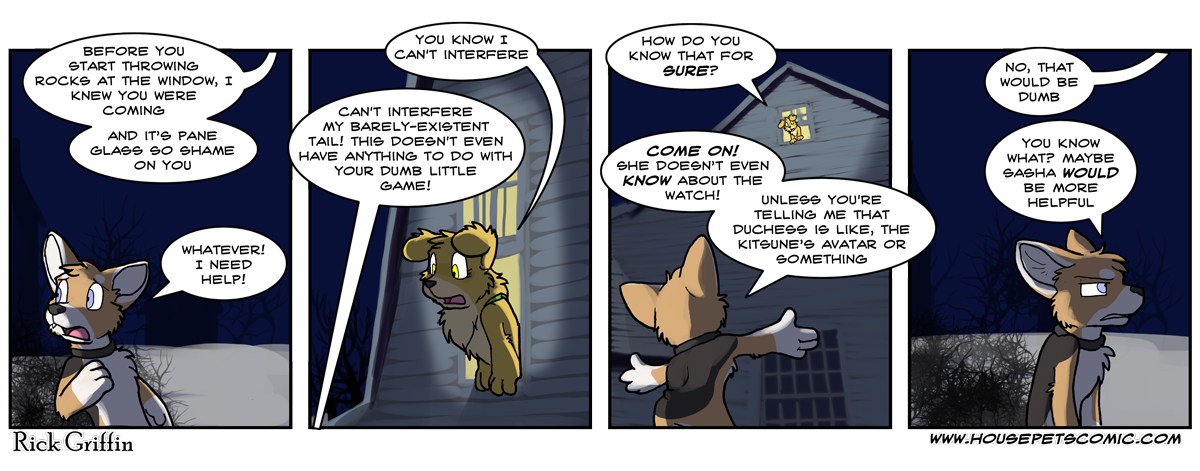 BEFORE YOU
START THROWING
ROCKS AT THE WINDOW, I
KNEW YOU WERE
COMING
AND IT'S PANE
GLASS SO SHAME
ON YOU
WHATEVER!
I NEED
HELP!
YOU KNOW I
CAN'T INTERFERE
CAN'T INTERFERE
MY BARELY-EXISTENT
TAIL! THIS DOESN'T EVEN
HAVE ANYTHING TO DO WITH
YOUR DUMB LITTLE
GAME!
HOW DO YOU
KNOW THAT FOR
SURE?
COME ON!
SHE DOESN'T EVEN
KNOW ABOUT THE
WATCH!
UNLESS YOU'RE
TELLING ME THAT
DUCHESS IS LIKE, THE
KITSUNE'S AVATAR OR
SOMETHING
NO, THAT
WOULD BE
DUMB
YOU KNOW
WHAT? MAYBE
SASHA WOULD
BE MORE
HELPFUL
Rick Griffin
WWW.HOUSEPETSCOMIC.COM